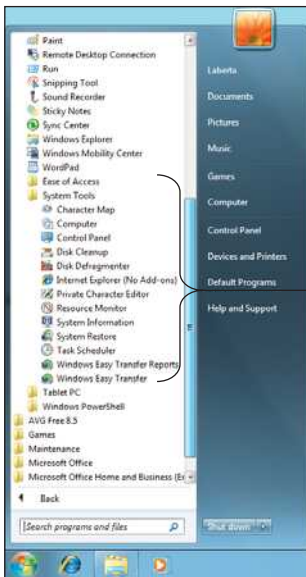 Paint
Remote Desktop Connection
Run
Snipping Tool
Sound Recorder
Sticky Notes
Sync Center
Windows Explorer
Windows Mobility Center
WordPad
Ease of Access
System Tools
Character Map
Computer
Control Panel
Disk Cleanup
Disk Defragmenter
Internet Explorer (No Add-ons)
Private Character Editor
Resource Monitor
System Information
System Restore
Task Scheduler
Windows Easy Transfer Reports
Windows Easy Transfer
Tablet PC
Windows PowerShell
AVG Free 8.5
Games
Maintenance
Microsoft Office
Microsoft Office Home and Business (En
Back
Search programs and files
Laberta
Documents
Pictures
Music
Games
Computer
Control Panel
Devices and Printers
Default Programs
Help and Support
Shut down